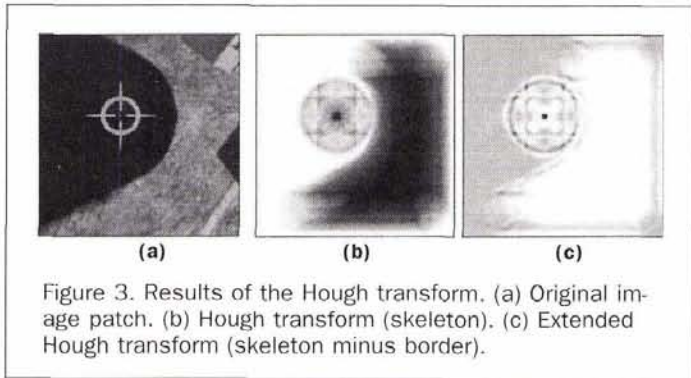 (a) (b) (c)
Figure 3. Results of the Hough transform. (a) Original im-
age patch. (b) Hough transform (skeleton). (c) Extended
Hough transform (skeleton minus border).